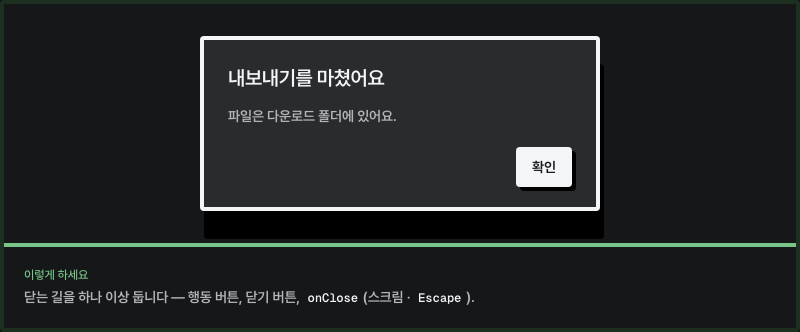 내보내기를 마쳤어요
파일은 다운로드 폴더에 있어요.
확인
이렇게 하세요
닫는 길을 하나 이상 둡니다 — 행동 버튼, 닫기 버튼, onClose (스크림 · Escape ).